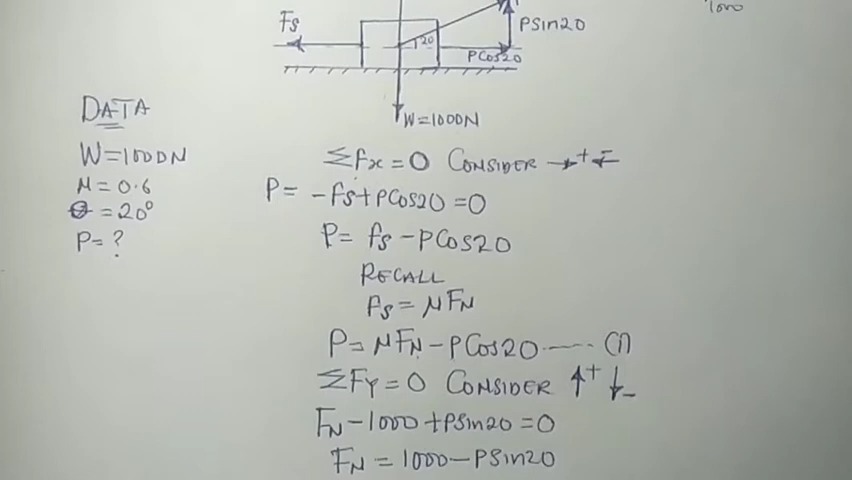 1000
Fs
PSin20
20
PCos20
W=1000N
DATA
W=1000N
μ=0.6
θ=20°
P=?
ΣFx=0 CONSIDER →+ ←-
P= -Fs+PCos20=0
P= fs-PCos20
RECALL
Fs=μFN
P=μFN-PCos20 ---- (1)
ΣFy=0 CONSIDER ↑+ ↓-
FN-1000+PSin20=0
FN=1000-PSin20